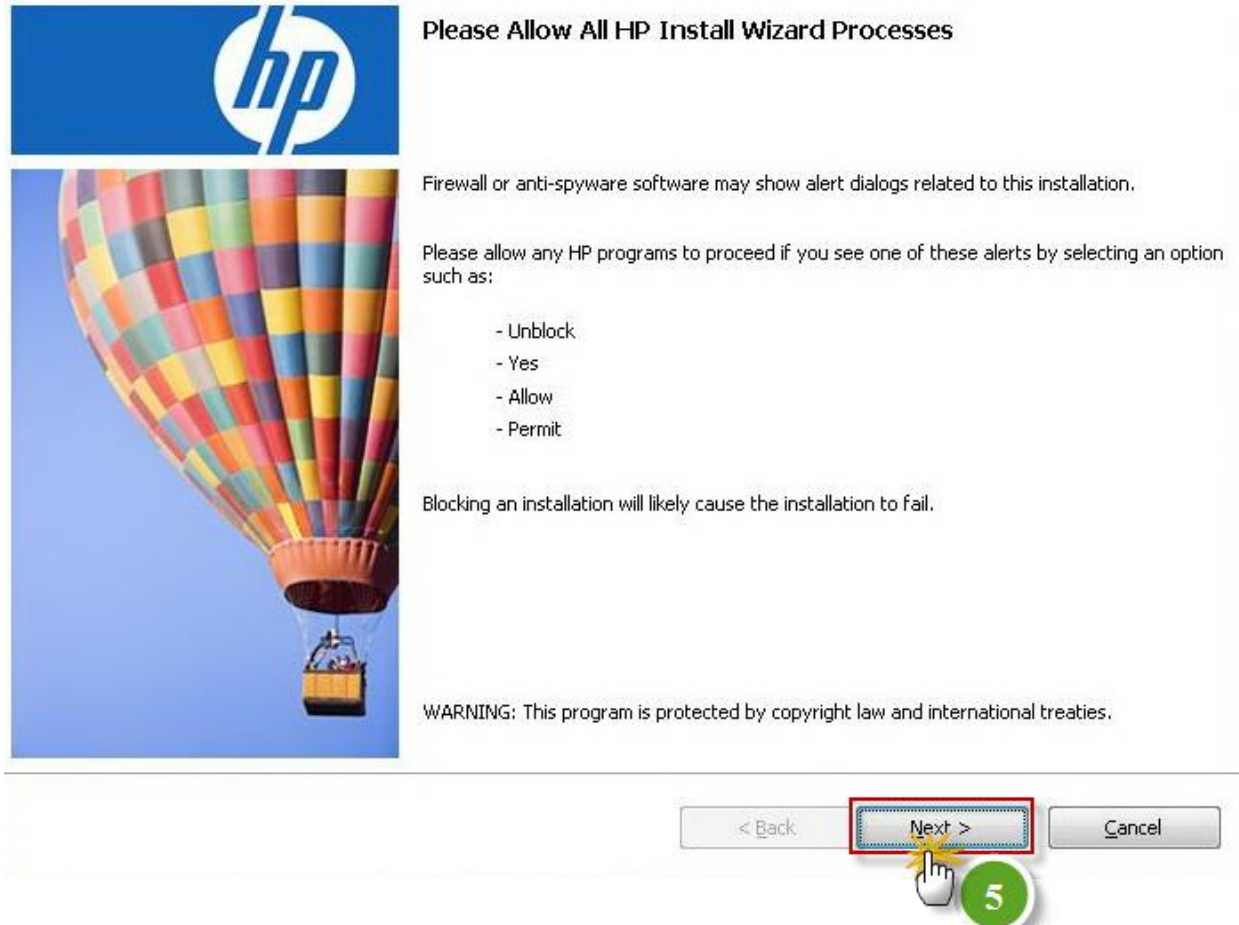 hp
Please Allow All HP Install Wizard Processes
Firewall or anti-spyware software may show alert dialogs related to this installation.
Please allow any HP programs to proceed if you see one of these alerts by selecting an option
such as:
- Unblock
- Yes
- Allow
- Permit
Blocking an installation will likely cause the installation to fail.
WARNING: This program is protected by copyright law and international treaties.
< Back
Next >
Cancel
5